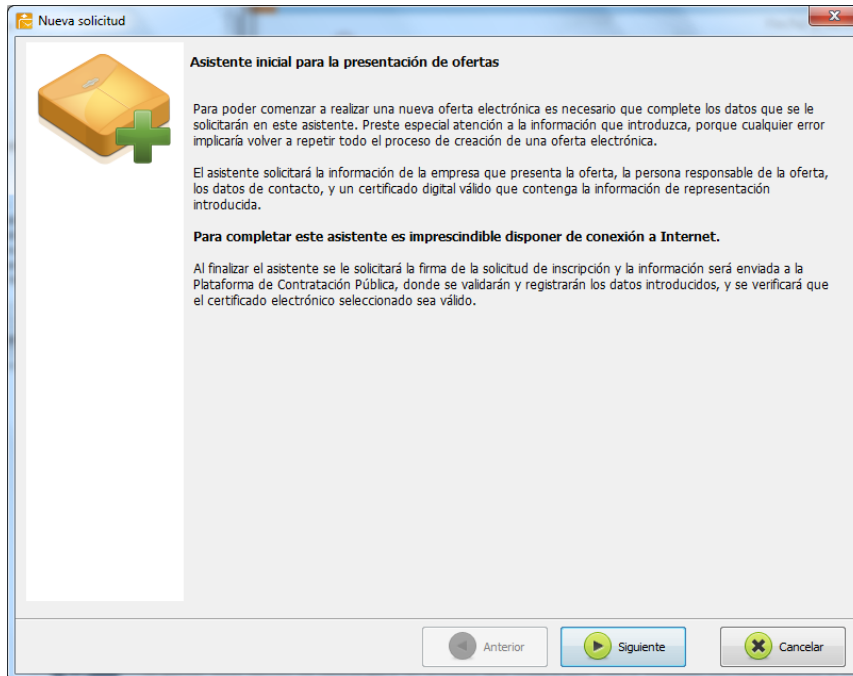 Nueva solicitud
Asistente inicial para la presentación de ofertas
Para poder comenzar a realizar una nueva oferta electrónica es necesario que complete los datos que se le
solicitarán en este asistente. Preste especial atención a la información que introduzca, porque cualquier error
implicaría volver a repetir todo el proceso de creación de una oferta electrónica.
El asistente solicitará la información de la empresa que presenta la oferta, la persona responsable de la oferta,
los datos de contacto, y un certificado digital válido que contenga la información de representación
introducida.
Para completar este asistente es imprescindible disponer de conexión a Internet.
Al finalizar el asistente se le solicitará la firma de la solicitud de inscripción y la información será enviada a la
Plataforma de Contratación Pública, donde se validarán y registrarán los datos introducidos, y se verificará que
el certificado electrónico seleccionado sea válido.
Anterior
Siguiente
Cancelar